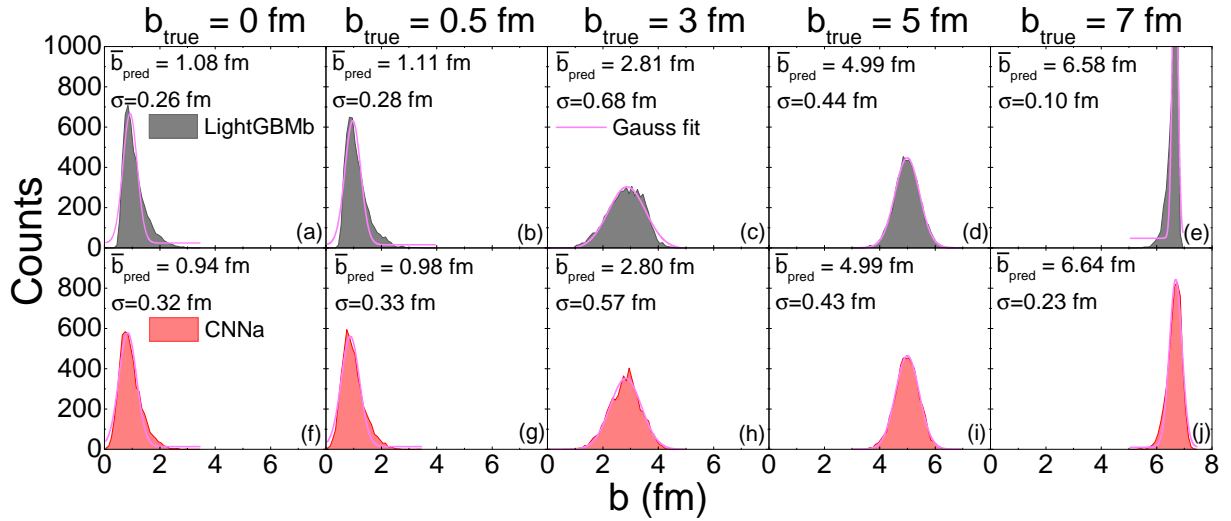 b_true = 0 fm
b_true = 0.5 fm
b_true = 3 fm
b_true = 5 fm
b_true = 7 fm
Counts
1000
800
600
400
200
0
b̄_pred = 1.08 fm
σ=0.26 fm
LightGBMb
(a)
b̄_pred = 1.11 fm
σ=0.28 fm
(b)
b̄_pred = 2.81 fm
σ=0.68 fm
Gauss fit
(c)
b̄_pred = 4.99 fm
σ=0.44 fm
(d)
b̄_pred = 6.58 fm
σ=0.10 fm
(e)
800
600
400
200
0
b̄_pred = 0.94 fm
σ=0.32 fm
CNNa
(f)
b̄_pred = 0.98 fm
σ=0.33 fm
(g)
b̄_pred = 2.80 fm
σ=0.57 fm
(h)
b̄_pred = 4.99 fm
σ=0.43 fm
(i)
b̄_pred = 6.64 fm
σ=0.23 fm
(j)
0 2 4 6 0 2 4 6 0 2 4 6 0 2 4 6 0 2 4 6 8
b (fm)